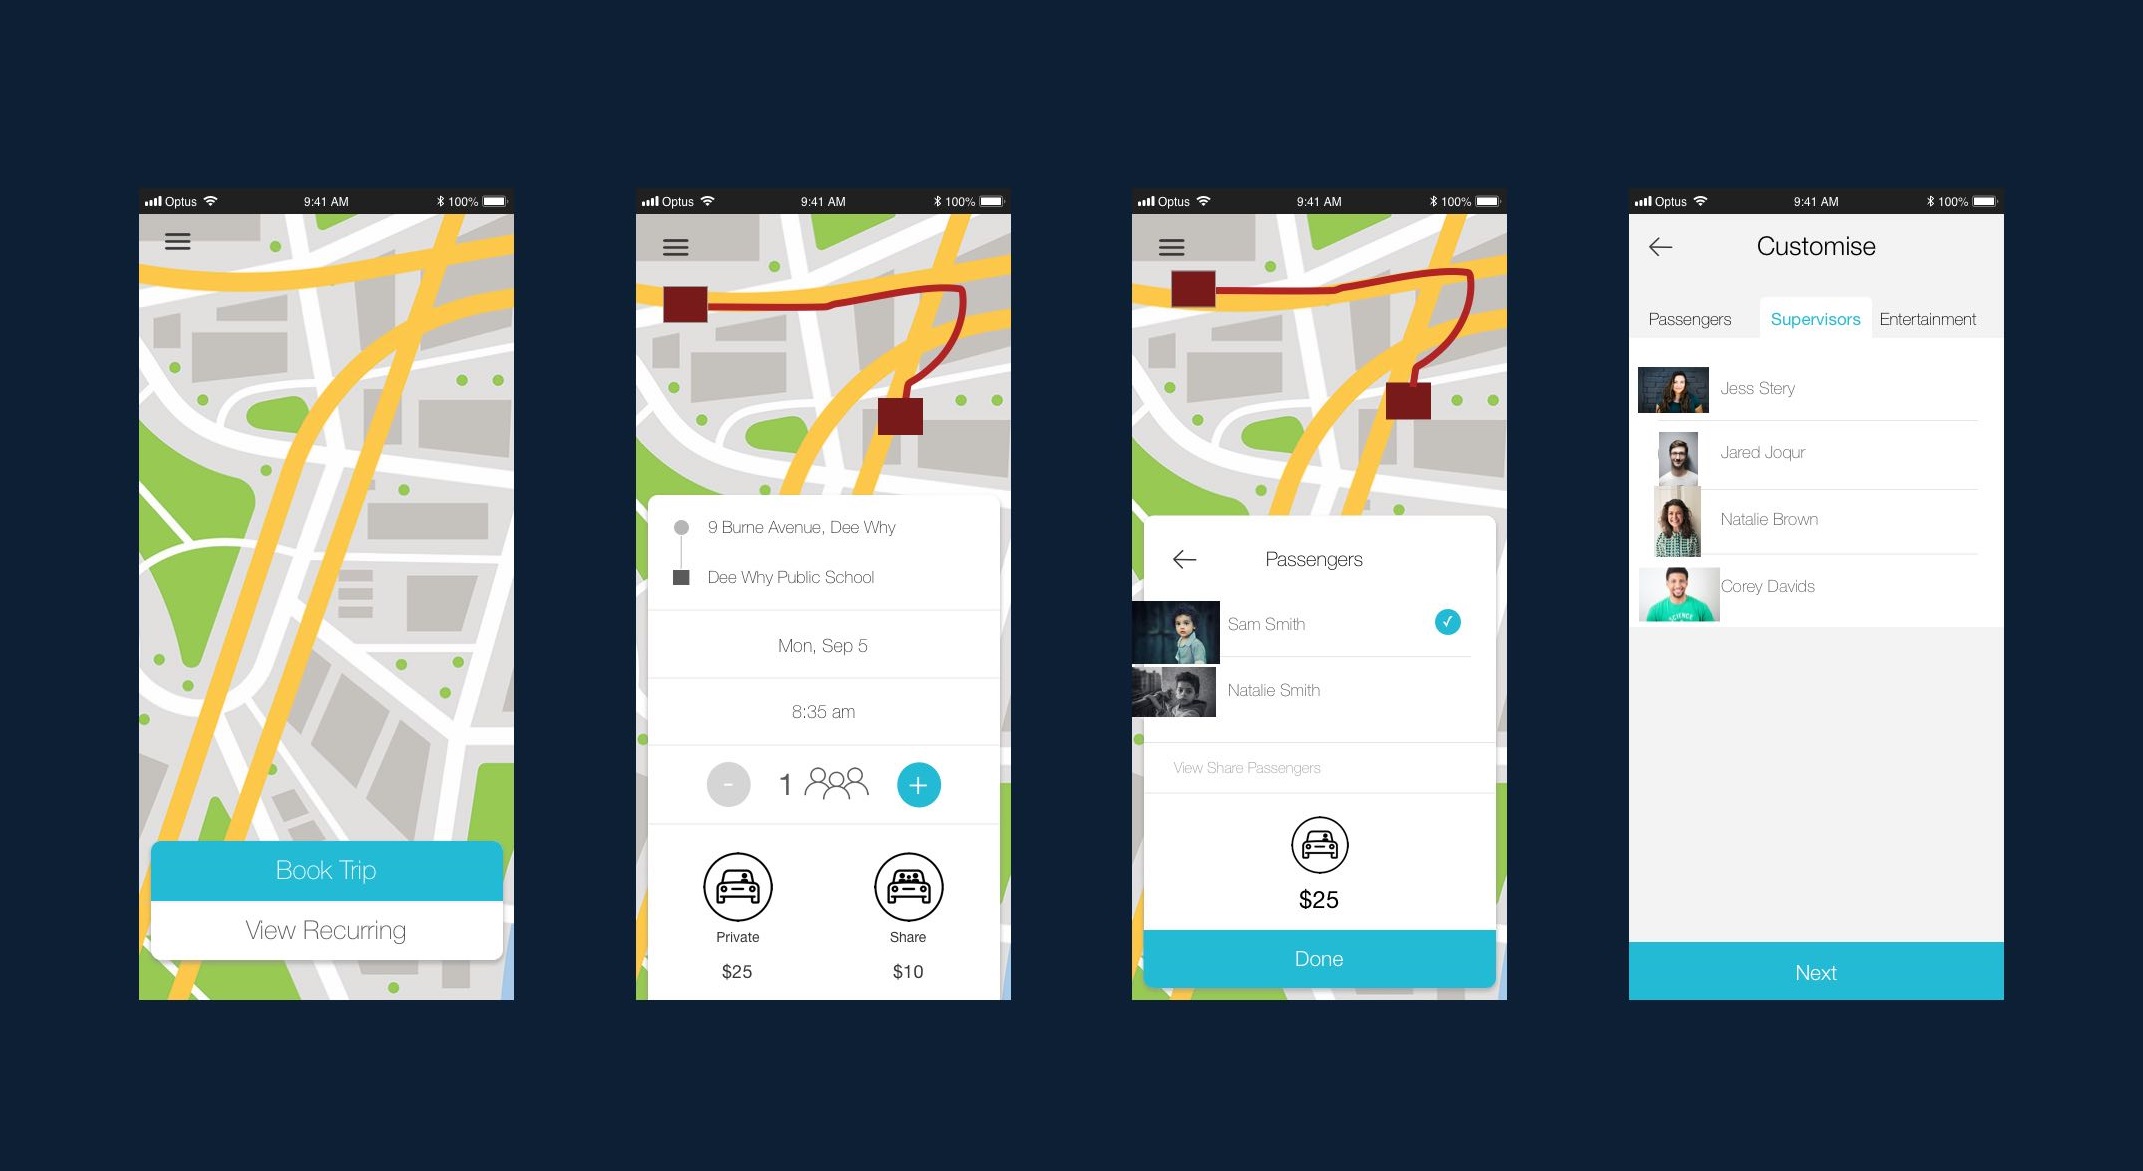 Optus 9:41 AM 100%
Book Trip
View Recurring
Optus 9:41 AM 100%
9 Burne Avenue, Dee Why
Dee Why Public School
Mon, Sep 5
8:35 am
- 1 +
Private Share
$25 $10
Optus 9:41 AM 100%
Passengers
Sam Smith
Natalie Smith
View Share Passengers
$25
Done
Optus 9:41 AM 100%
Customise
Passengers Supervisors Entertainment
Jess Stery
Jared Joqur
Natalie Brown
Corey Davids
SCIENCE
Next